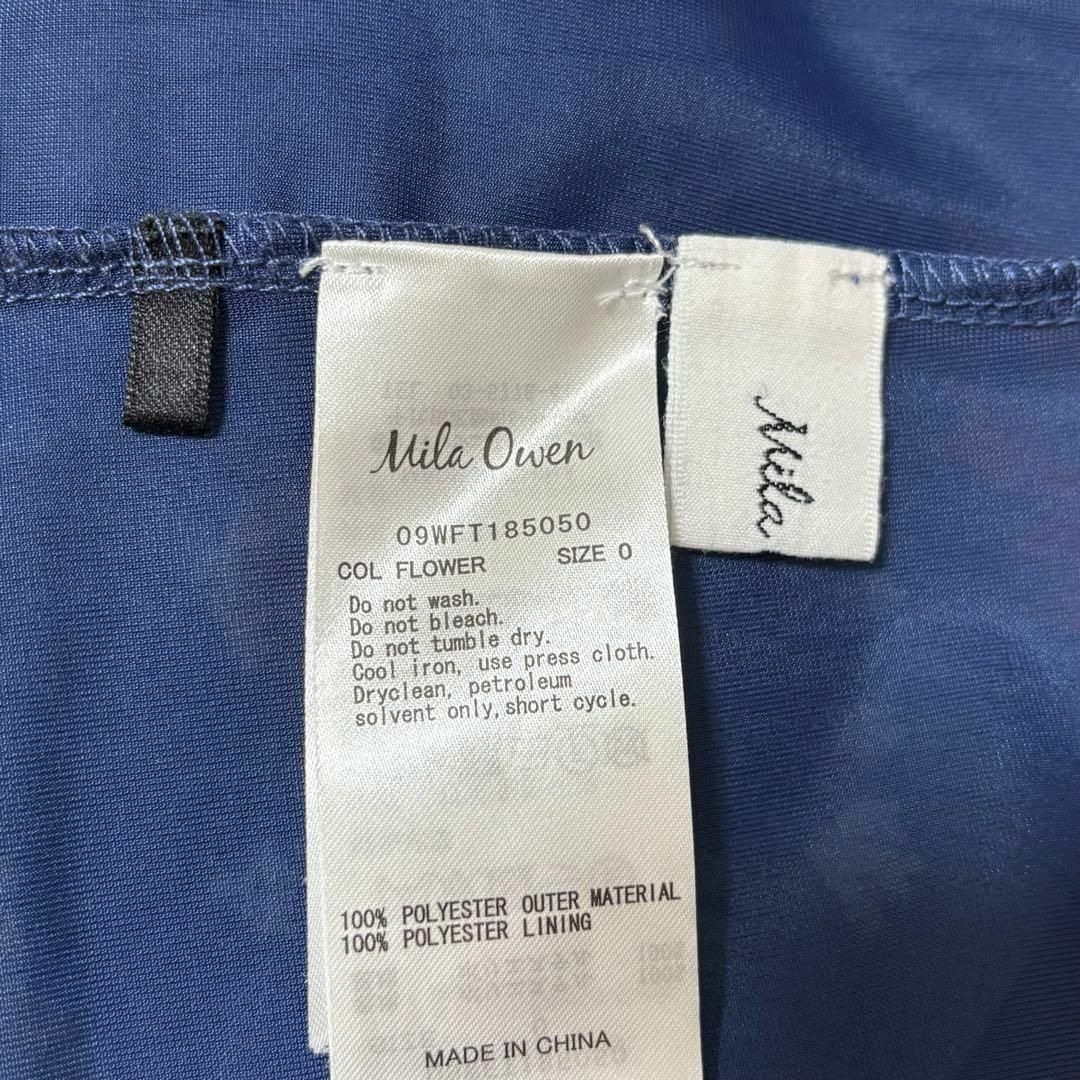 Mila Owen
09WFT185050
COL FLOWER SIZE 0
Do not wash.
Do not bleach.
Do not tumble dry.
Cool iron, use press cloth.
Dryclean, petroleum
solvent only,short cycle.
100% POLYESTER OUTER MATERIAL
100% POLYESTER LINING
MADE IN CHINA
Mila